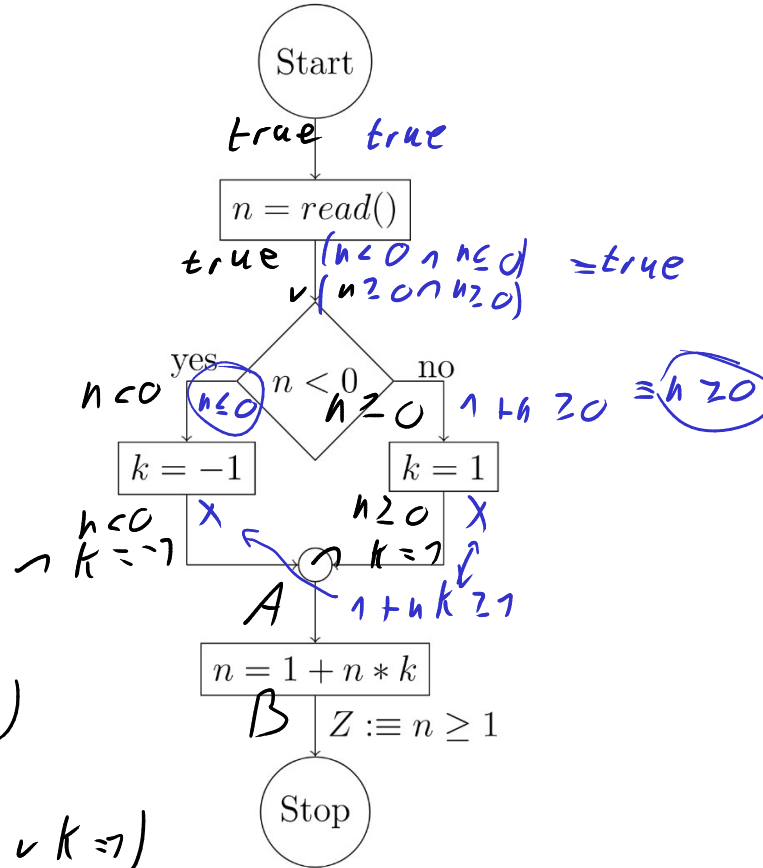 Start
true true
n = read()
true (n<0 ∧ n≤0) ≡true
∨(n≥0∧n≥0)
yes n < 0 no
n<0 n≤0 n≥0 1+n≥0 ≡n≥0
k = −1 k = 1
n<0 X n≥0 X
∧ k=-1 ∧ k=1
A 1+nk≥1
n = 1 + n ∗ k
) B Z :≡ n ≥ 1
Stop
∨ k=1)